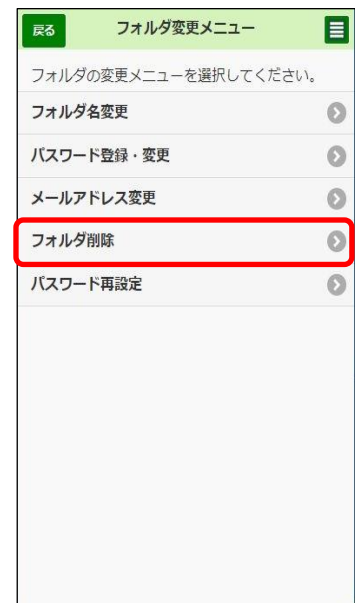 戻る フォルダ変更メニュー
フォルダの変更メニューを選択してください。
フォルダ名変更
パスワード登録・変更
メールアドレス変更
フォルダ削除
パスワード再設定